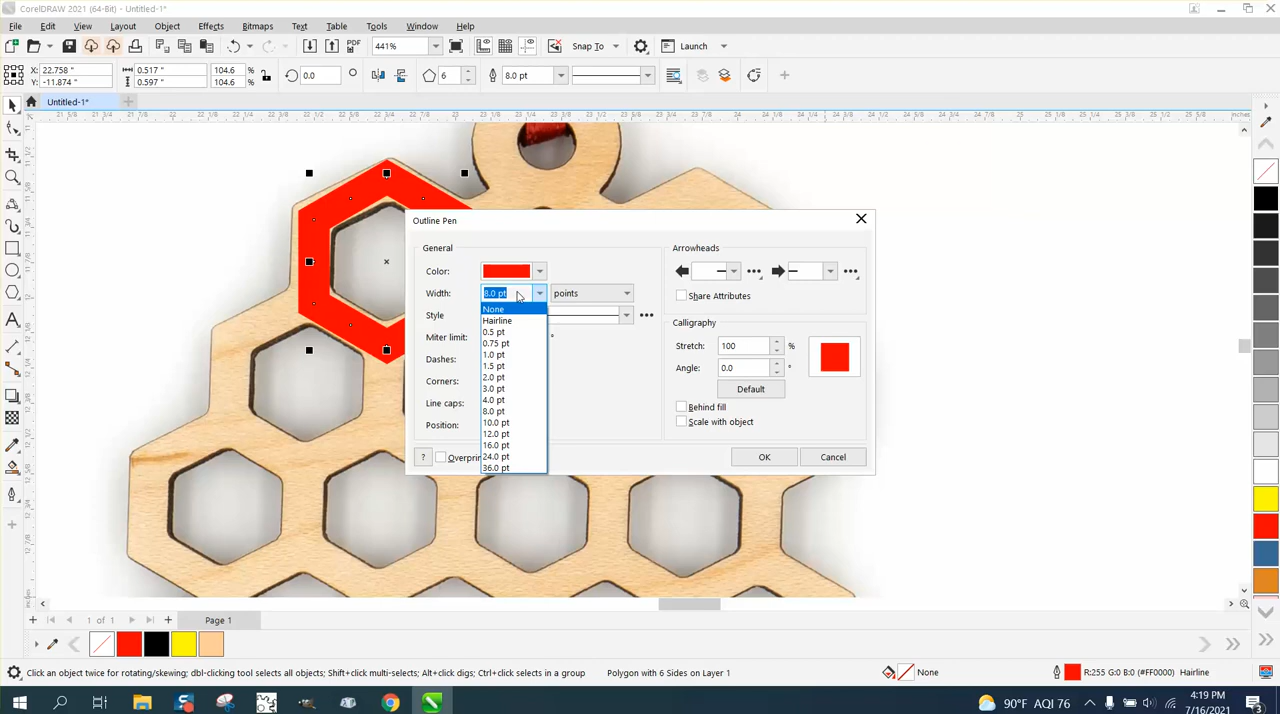 CorelDRAW 2021 (64-Bit) - Untitled-1*
File Edit View Layout Object Effects Bitmaps Text Table Tools Window Help
PDF 441% Snap To Launch
X: 22.758 " 0.517 " 104.6 % 0.0 6 8.0 pt
Y: -11.874 " 0.597 " 104.6 %
Untitled-1*
inches
Outline Pen
General
Color:
Width: 8.0 pt points
None
Hairline
0.5 pt
0.75 pt
1.0 pt
1.5 pt
2.0 pt
3.0 pt
4.0 pt
8.0 pt
10.0 pt
12.0 pt
16.0 pt
24.0 pt
36.0 pt
Style
Miter limit: °
Dashes:
Corners:
Line caps:
Position:
? Overprin
Arrowheads
Share Attributes
Calligraphy
Stretch: 100 %
Angle: 0.0 °
Default
Behind fill
Scale with object
OK Cancel
1 of 1 Page 1
Click an object twice for rotating/skewing; dbl-clicking tool selects all objects; Shift+click multi-selects; Alt+click digs; Ctrl+click selects in a group Polygon with 6 Sides on Layer 1 None R:255 G:0 B:0 (#FF0000) Hairline
90°F AQI 76 4:19 PM
7/16/2021 3